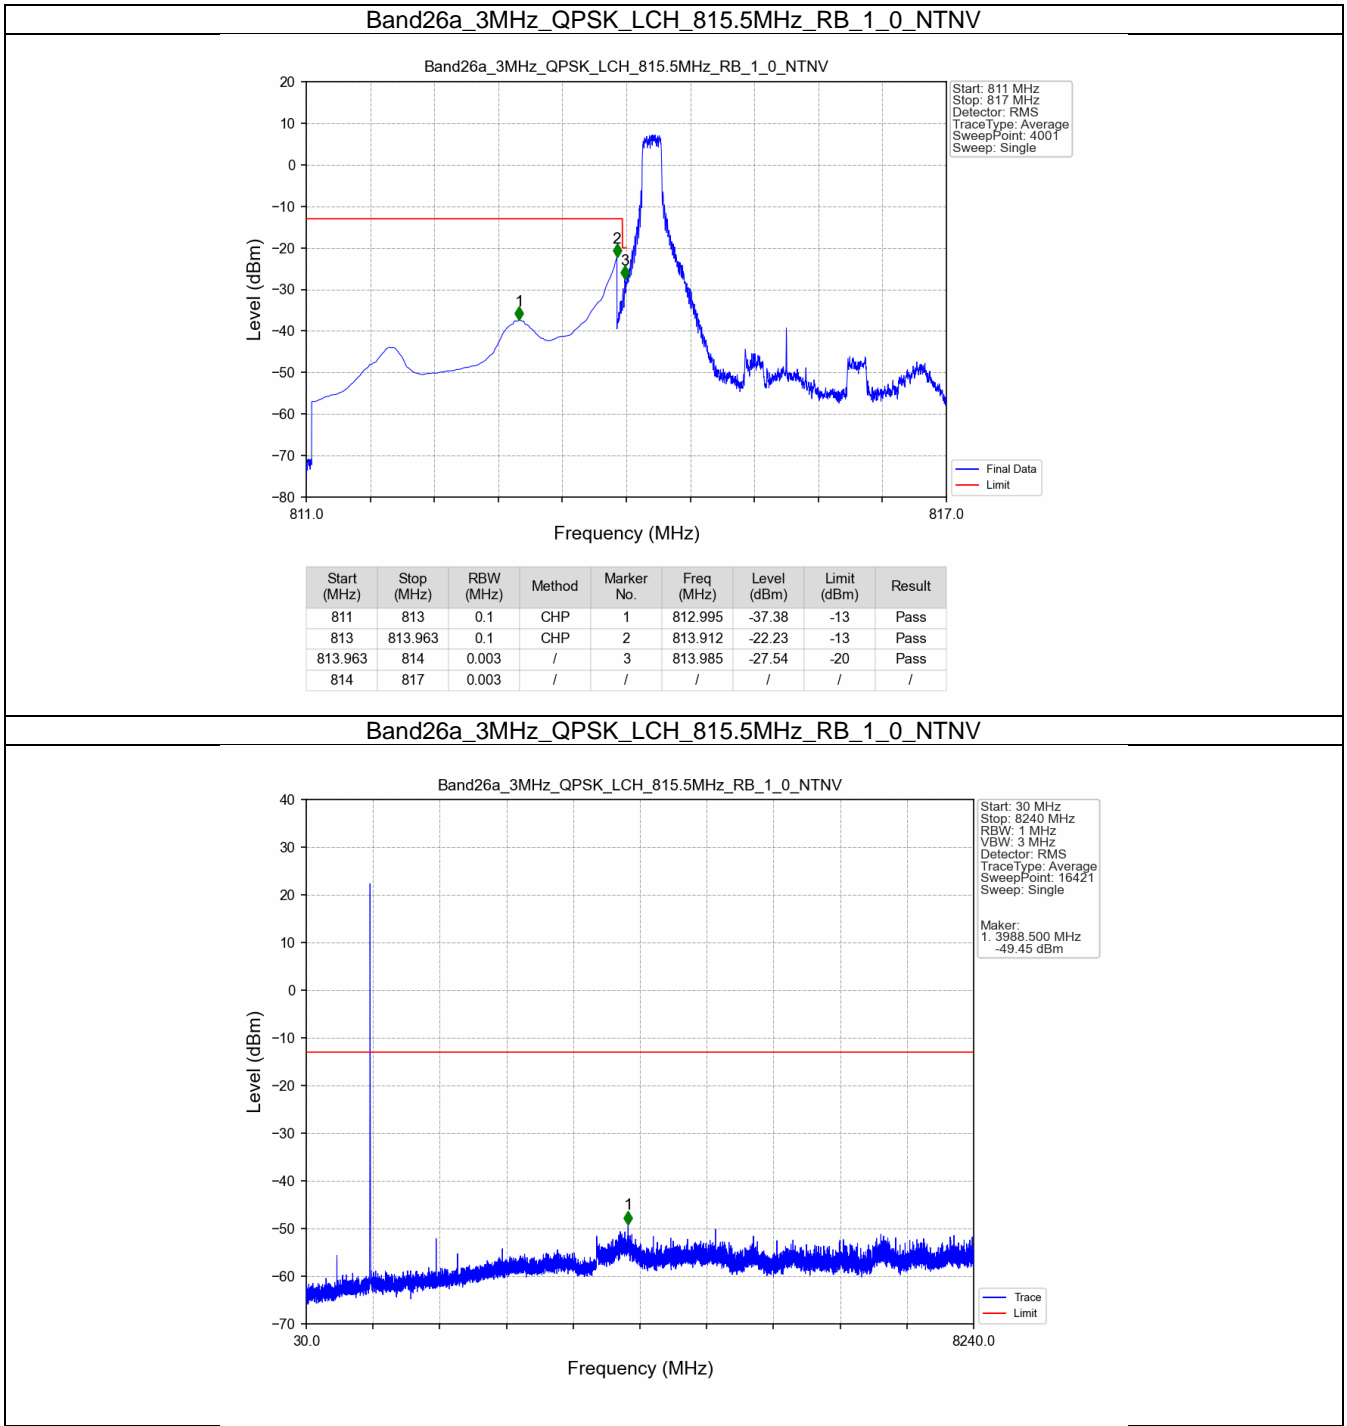 Band26a_3MHz_QPSK_LCH_815.5MHz_RB_1_0_NTNV
Band26a_3MHz_QPSK_LCH_815.5MHz_RB_1_0_NTNV
Start: 811 MHz
Stop: 817 MHz
Detector: RMS
TraceType: Average
SweepPoint: 4001
Sweep: Single
20
10
0
−10
−20
−30
−40
−50
−60
−70
−80
Level (dBm)
1
2
3
Final Data
Limit
811.0
817.0
Frequency (MHz)
Start (MHz) Stop (MHz) RBW (MHz) Method Marker No. Freq (MHz) Level (dBm) Limit (dBm) Result
811 813 0.1 CHP 1 812.995 -37.38 -13 Pass
813 813.963 0.1 CHP 2 813.912 -22.23 -13 Pass
813.963 814 0.003 / 3 813.985 -27.54 -20 Pass
814 817 0.003 / / / / / /
Band26a_3MHz_QPSK_LCH_815.5MHz_RB_1_0_NTNV
Band26a_3MHz_QPSK_LCH_815.5MHz_RB_1_0_NTNV
Start: 30 MHz
Stop: 8240 MHz
RBW: 1 MHz
VBW: 3 MHz
Detector: RMS
TraceType: Average
SweepPoint: 16421
Sweep: Single
Maker:
1. 3988.500 MHz
-49.45 dBm
40
30
20
10
0
−10
−20
−30
−40
−50
−60
−70
Level (dBm)
1
Trace
Limit
30.0
8240.0
Frequency (MHz)